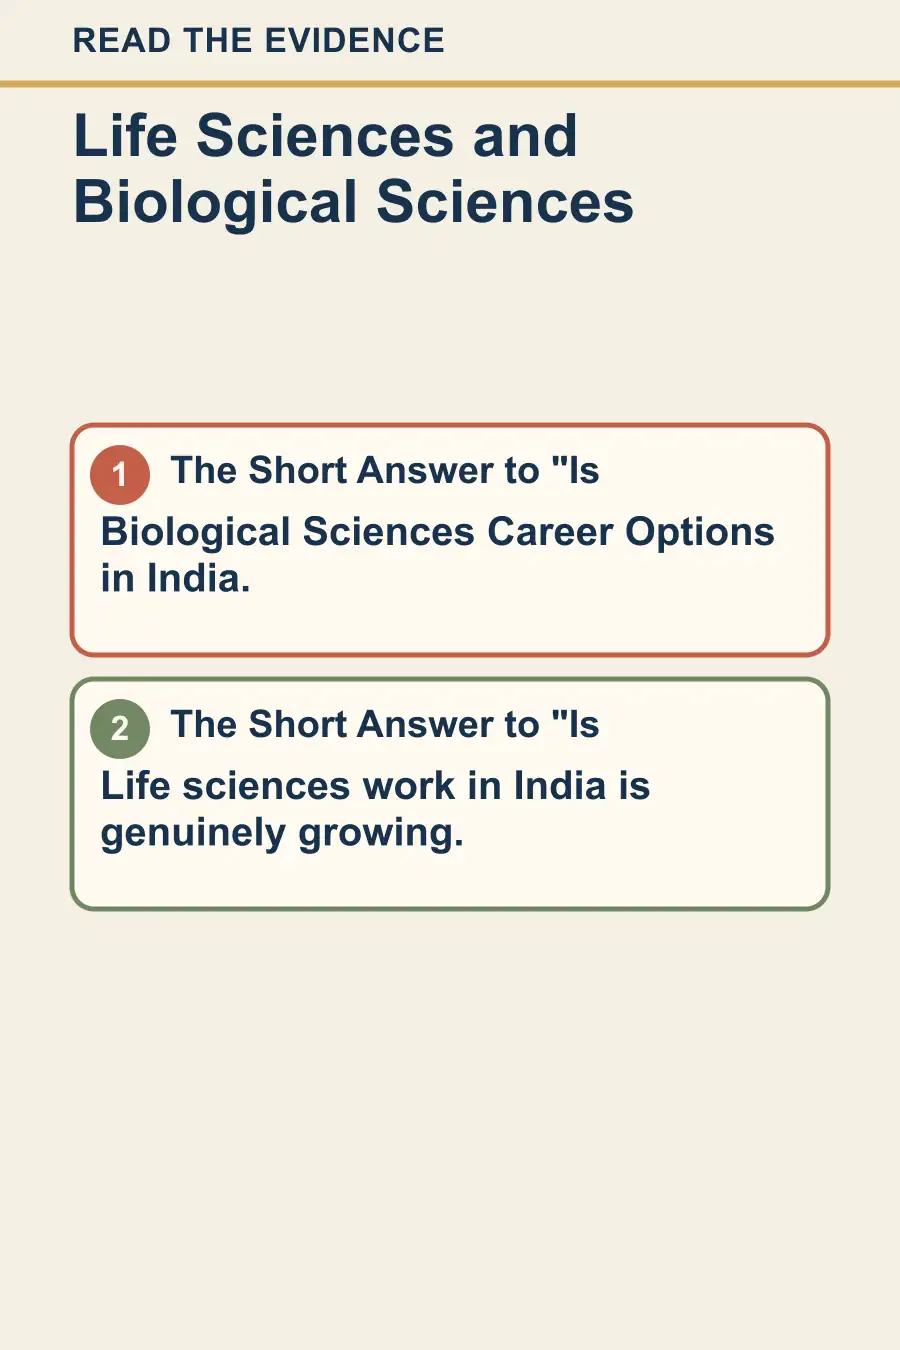 READ THE EVIDENCE
Life Sciences and
Biological Sciences
1 The Short Answer to "Is
Biological Sciences Career Options
in India.
2 The Short Answer to "Is
Life sciences work in India is
genuinely growing.